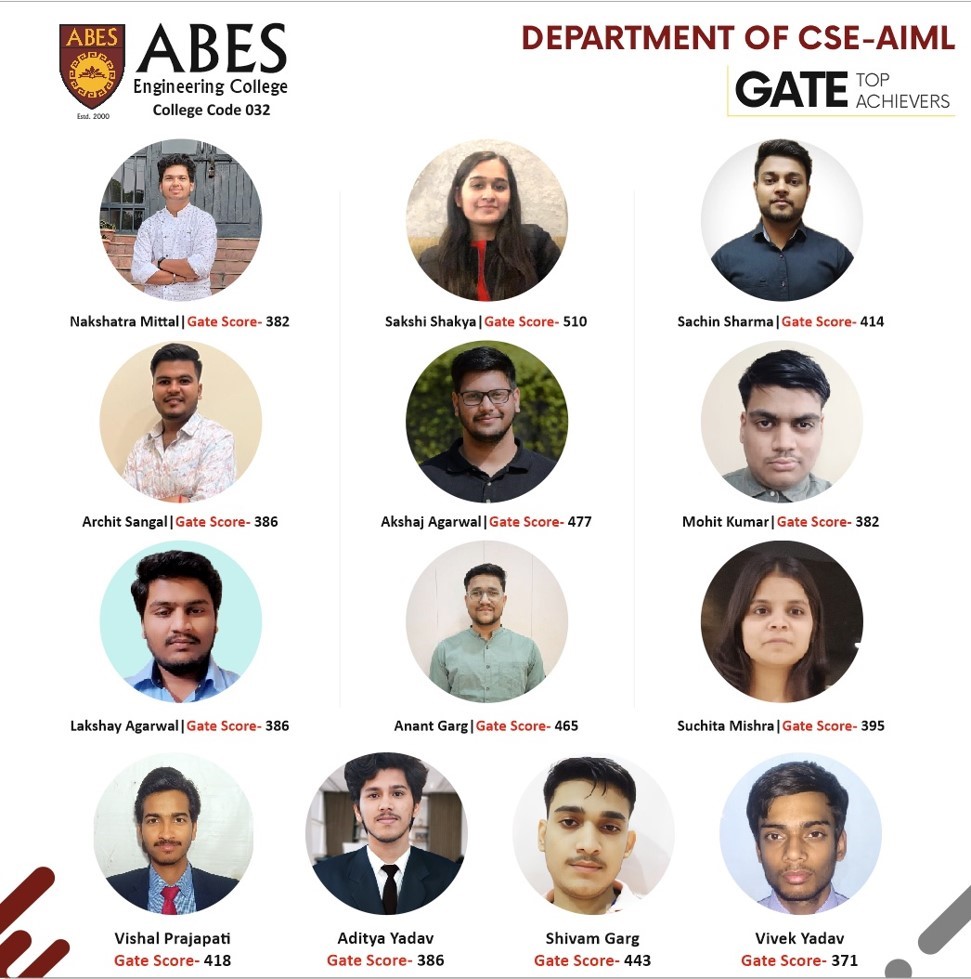 ABES
ABES
Engineering College
College Code 032
Estd. 2000
DEPARTMENT OF CSE-AIML
GATE TOP ACHIEVERS
Nakshatra Mittal|Gate Score- 382
Sakshi Shakya|Gate Score- 510
Sachin Sharma|Gate Score- 414
Archit Sangal|Gate Score- 386
Akshaj Agarwal|Gate Score- 477
Mohit Kumar|Gate Score- 382
Lakshay Agarwal|Gate Score- 386
Anant Garg|Gate Score- 465
Suchita Mishra|Gate Score- 395
Vishal Prajapati
Gate Score- 418
Aditya Yadav
Gate Score- 386
Shivam Garg
Gate Score- 443
Vivek Yadav
Gate Score- 371